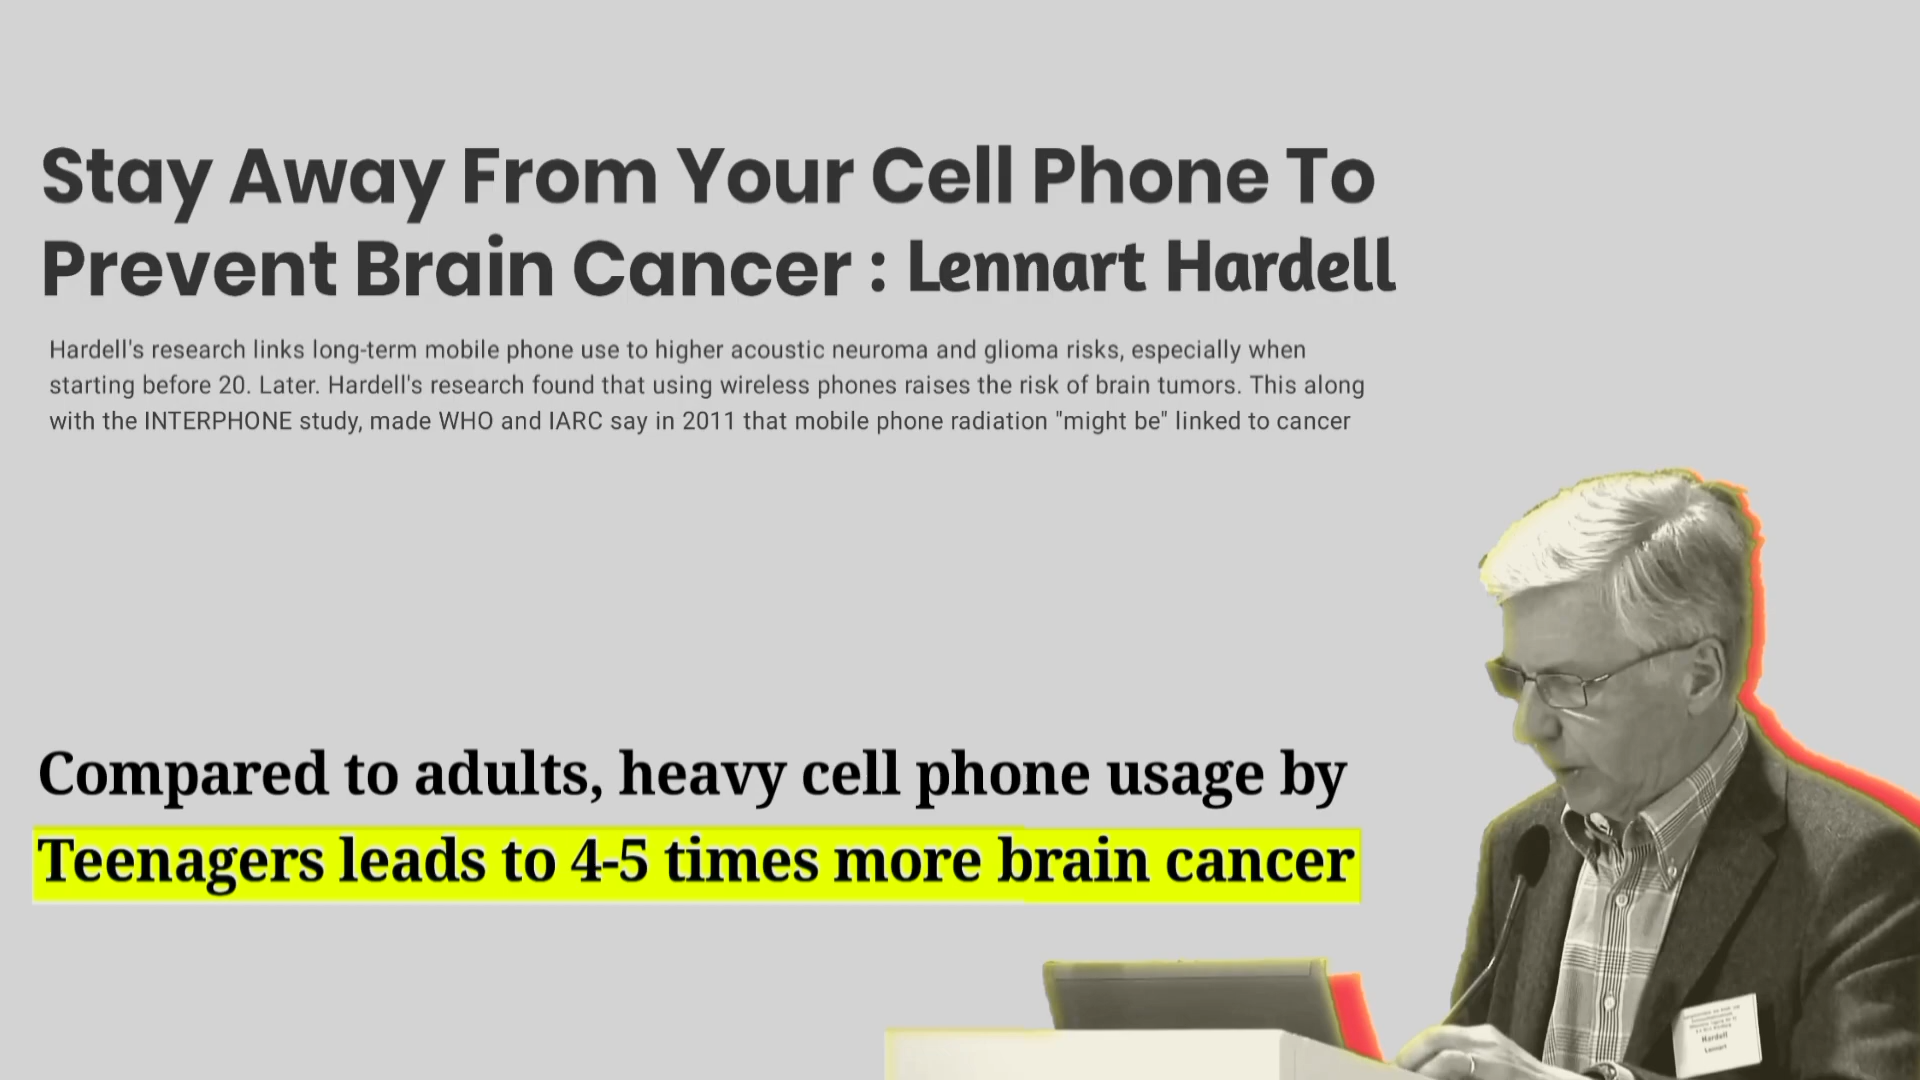 Stay Away From Your Cell Phone To
Prevent Brain Cancer : Lennart Hardell
Hardell's research links long-term mobile phone use to higher acoustic neuroma and glioma risks, especially when
starting before 20. Later. Hardell's research found that using wireless phones raises the risk of brain tumors. This along
with the INTERPHONE study, made WHO and IARC say in 2011 that mobile phone radiation "might be" linked to cancer
Compared to adults, heavy cell phone usage by
Teenagers leads to 4-5 times more brain cancer
Hardell
Lennart